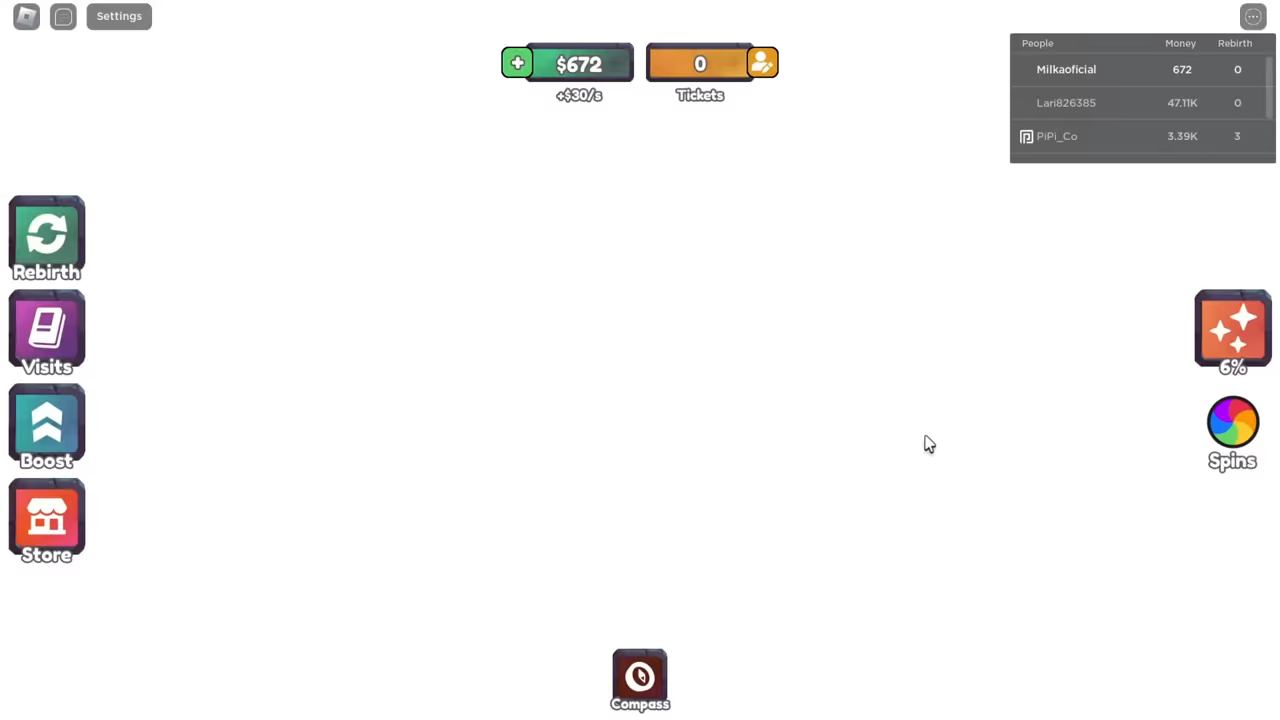 Settings
$672
+$30/s
0
Tickets
People Money Rebirth
Milkaoficial 672 0
Lari826385 47.11K 0
PiPi_Co 3.39K 3
Rebirth
Visits
Boost
Store
6%
Spins
Compass